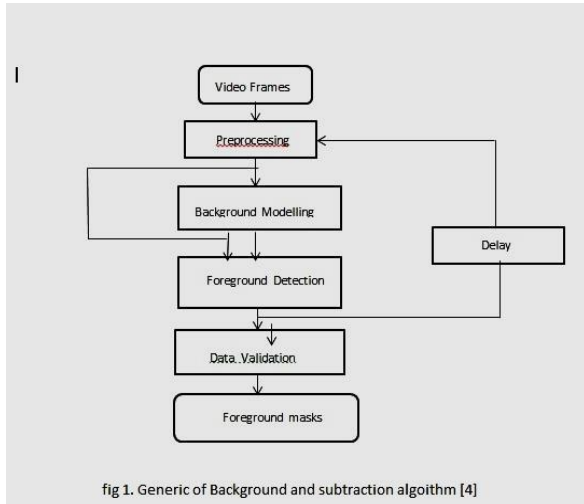 Video Frames
Preprocessing
Background Modelling
Delay
Foreground Detection
Data Validation
Foreground masks
fig 1. Generic of Background and subtraction algoithm [4]